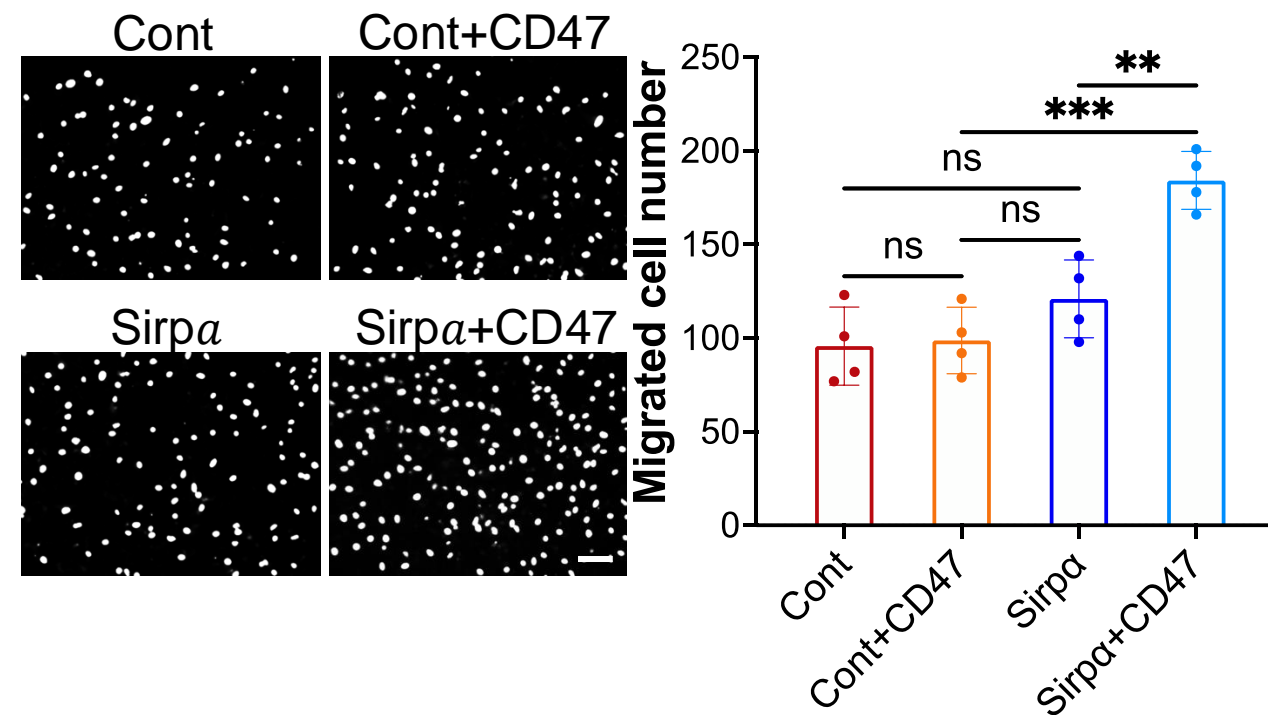 Cont
Cont+CD47
Sirpα
Sirpα+CD47
Migrated cell number
250
200
150
100
50
0
**
***
ns
ns
ns
Cont
Cont+CD47
Sirpα
Sirpα+CD47